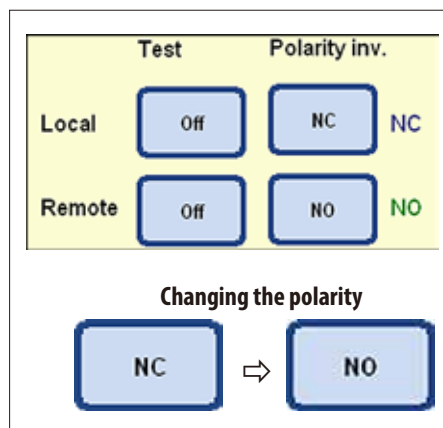 Test Polarity inv.
Local Off NC NC
Remote Off NO NO
Changing the polarity
NC ⇨ NO